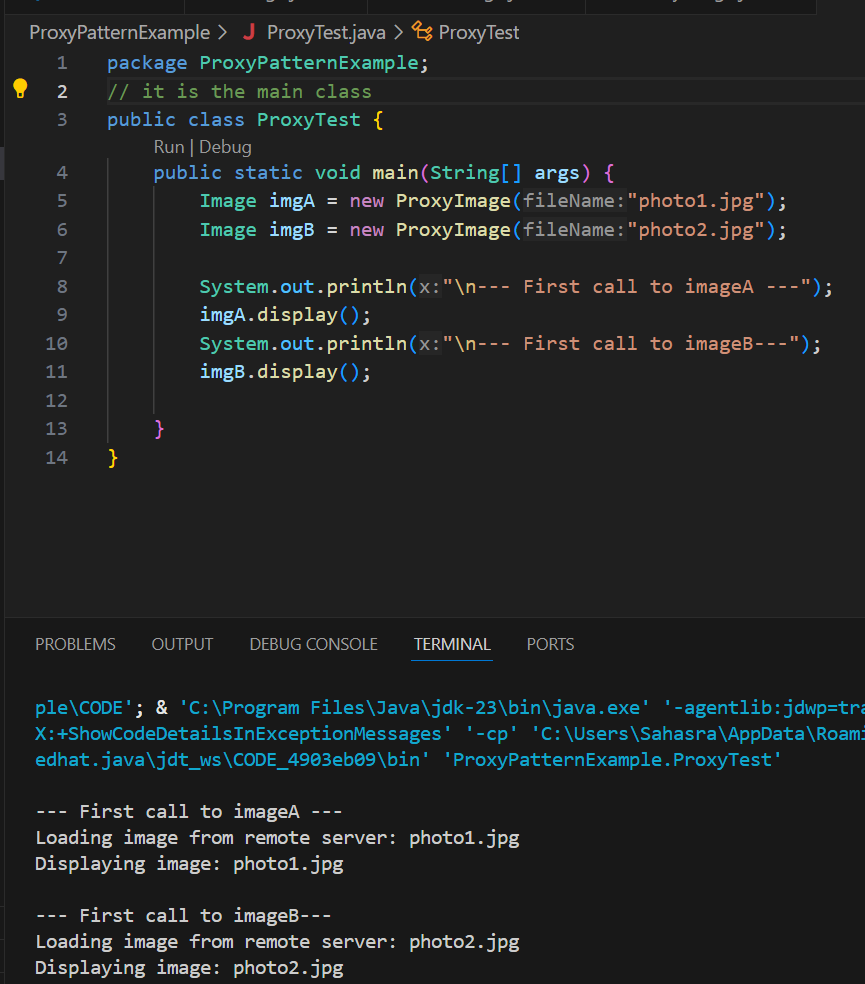 ProxyPatternExample > J ProxyTest.java > ProxyTest
1 package ProxyPatternExample;
2 // it is the main class
3 public class ProxyTest {
Run | Debug
4 public static void main(String[] args) {
5 Image imgA = new ProxyImage(fileName:"photo1.jpg");
6 Image imgB = new ProxyImage(fileName:"photo2.jpg");
7
8 System.out.println(x:"\n--- First call to imageA ---");
9 imgA.display();
10 System.out.println(x:"\n--- First call to imageB---");
11 imgB.display();
12
13 }
14 }
PROBLEMS OUTPUT DEBUG CONSOLE TERMINAL PORTS
ple\CODE'; & 'C:\Program Files\Java\jdk-23\bin\java.exe' '-agentlib:jdwp=tra
X:+ShowCodeDetailsInExceptionMessages' '-cp' 'C:\Users\Sahasra\AppData\Roami
edhat.java\jdt_ws\CODE_4903eb09\bin' 'ProxyPatternExample.ProxyTest'
--- First call to imageA ---
Loading image from remote server: photo1.jpg
Displaying image: photo1.jpg
--- First call to imageB---
Loading image from remote server: photo2.jpg
Displaying image: photo2.jpg